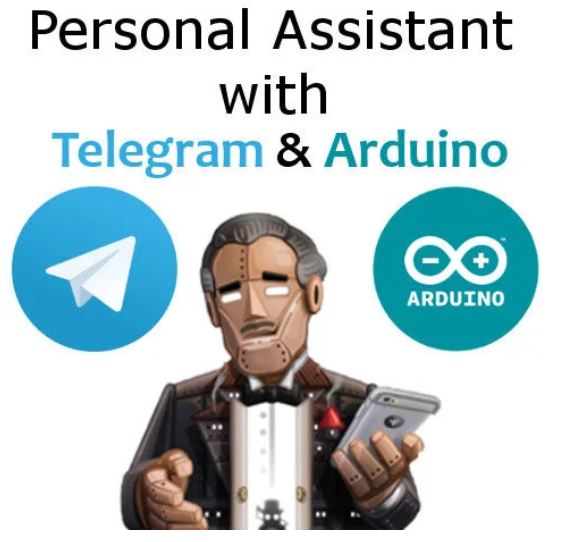 Personal Assistant
with
Telegram & Arduino
ARDUINO